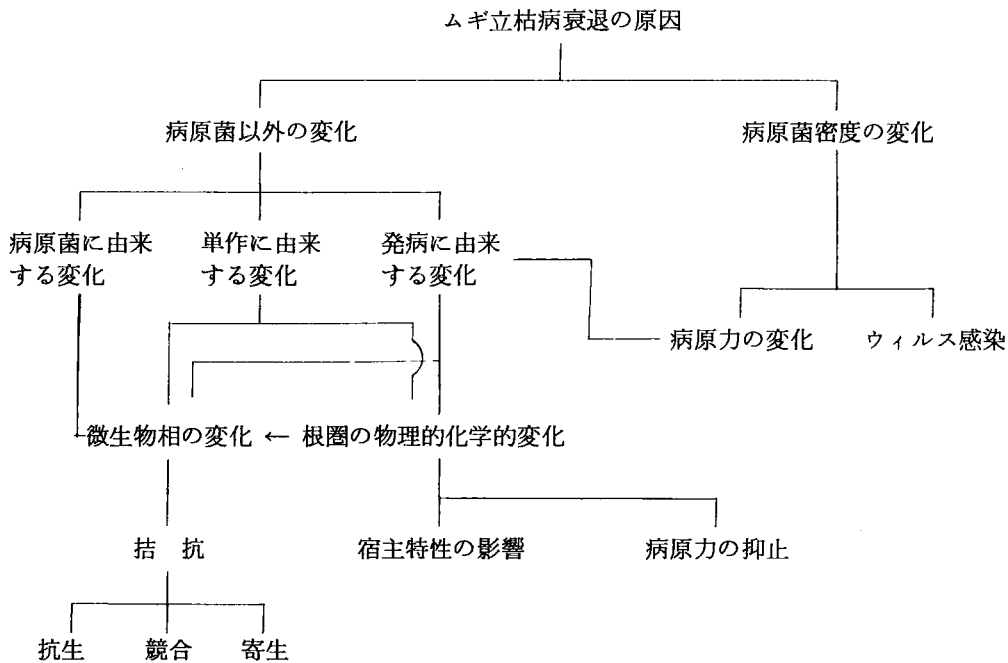 ムギ立枯病衰退の原因
病原菌以外の変化
病原菌密度の変化
病原菌に由来
する変化
単作に由来
する変化
発病に由来
する変化
病原力の変化
ウィルス感染
微生物相の変化 ← 根圏の物理的化学的変化
拮 抗
宿主特性の影響
病原力の抑止
抗生
競合
寄生